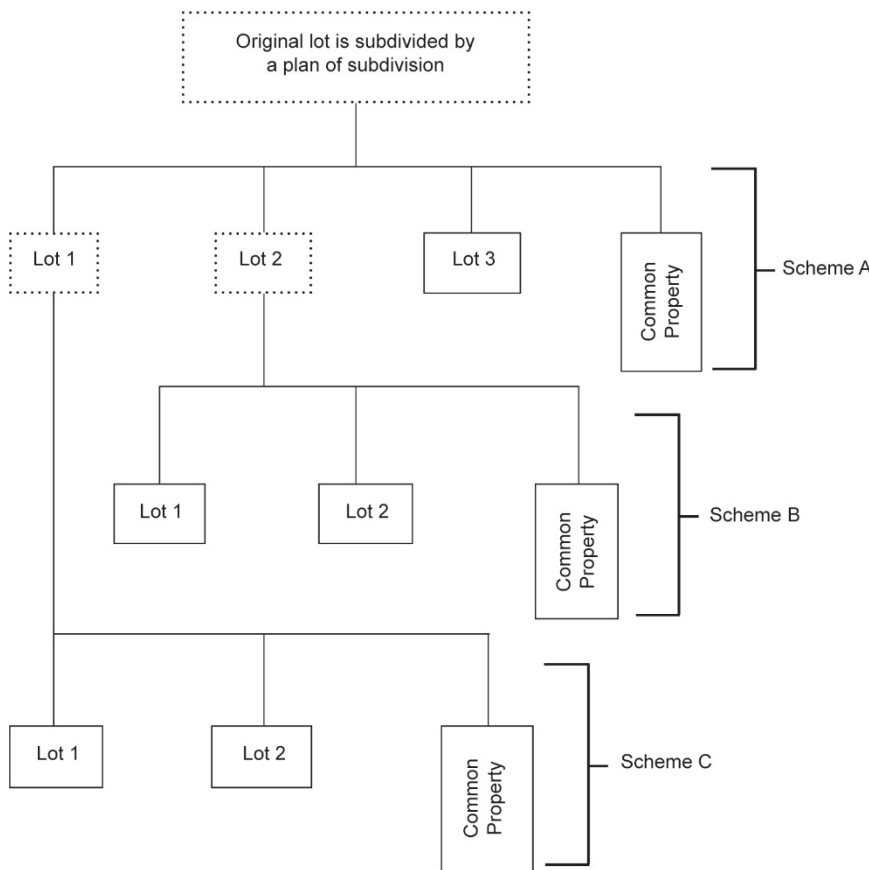 Original lot is subdivided by
a plan of subdivision
Lot 1
Lot 2
Lot 3
Common
Property
Scheme A
Lot 1
Lot 2
Common
Property
Scheme B
Lot 1
Lot 2
Common
Property
Scheme C